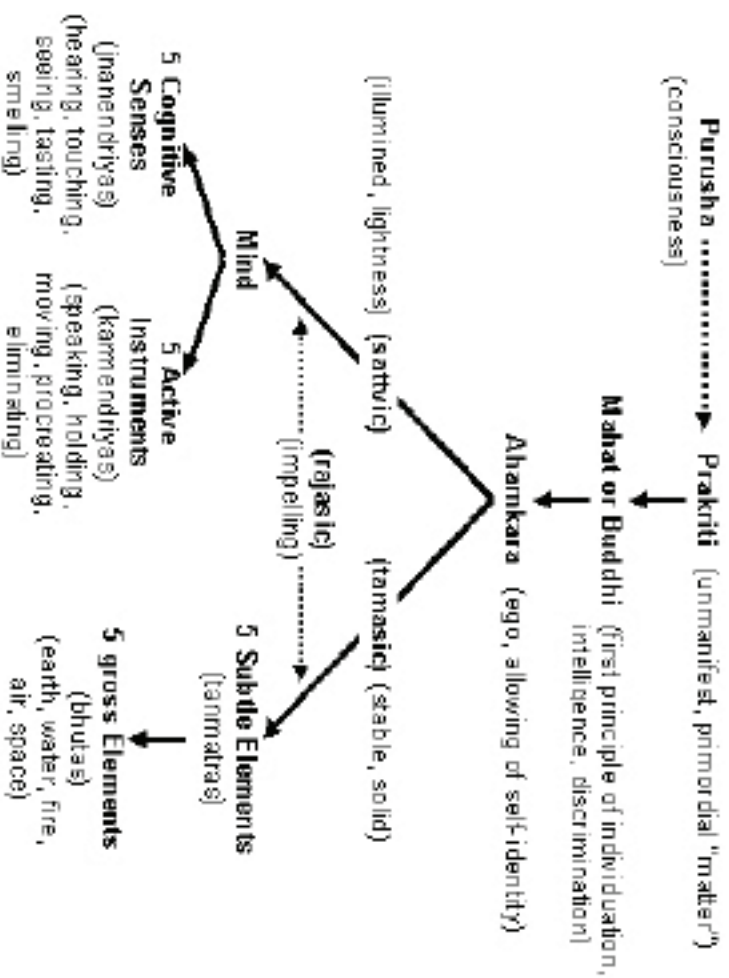 Purusha Prakriti (unmanifest, primordial "matter")
(consciousness)
Mahat or Buddhi (first principle of individuation,
intelligence, discrimination)
Ahamkara (ego, allowing of self-identity)
(illumined, lightness) (sattvic) (tamasic) (stable, solid)
(rajasic)
(impelling)
Mind
5 Subtle Elements
(tanmatras)
5 Cognitive
Senses
(jnanendriyas)
(hearing, touching,
seeing, tasting,
smelling)
5 Active
Instruments
(karmendriyas)
(speaking, holding,
moving, procreating,
eliminating)
5 gross Elements
(bhutas)
(earth, water, fire,
air, space)